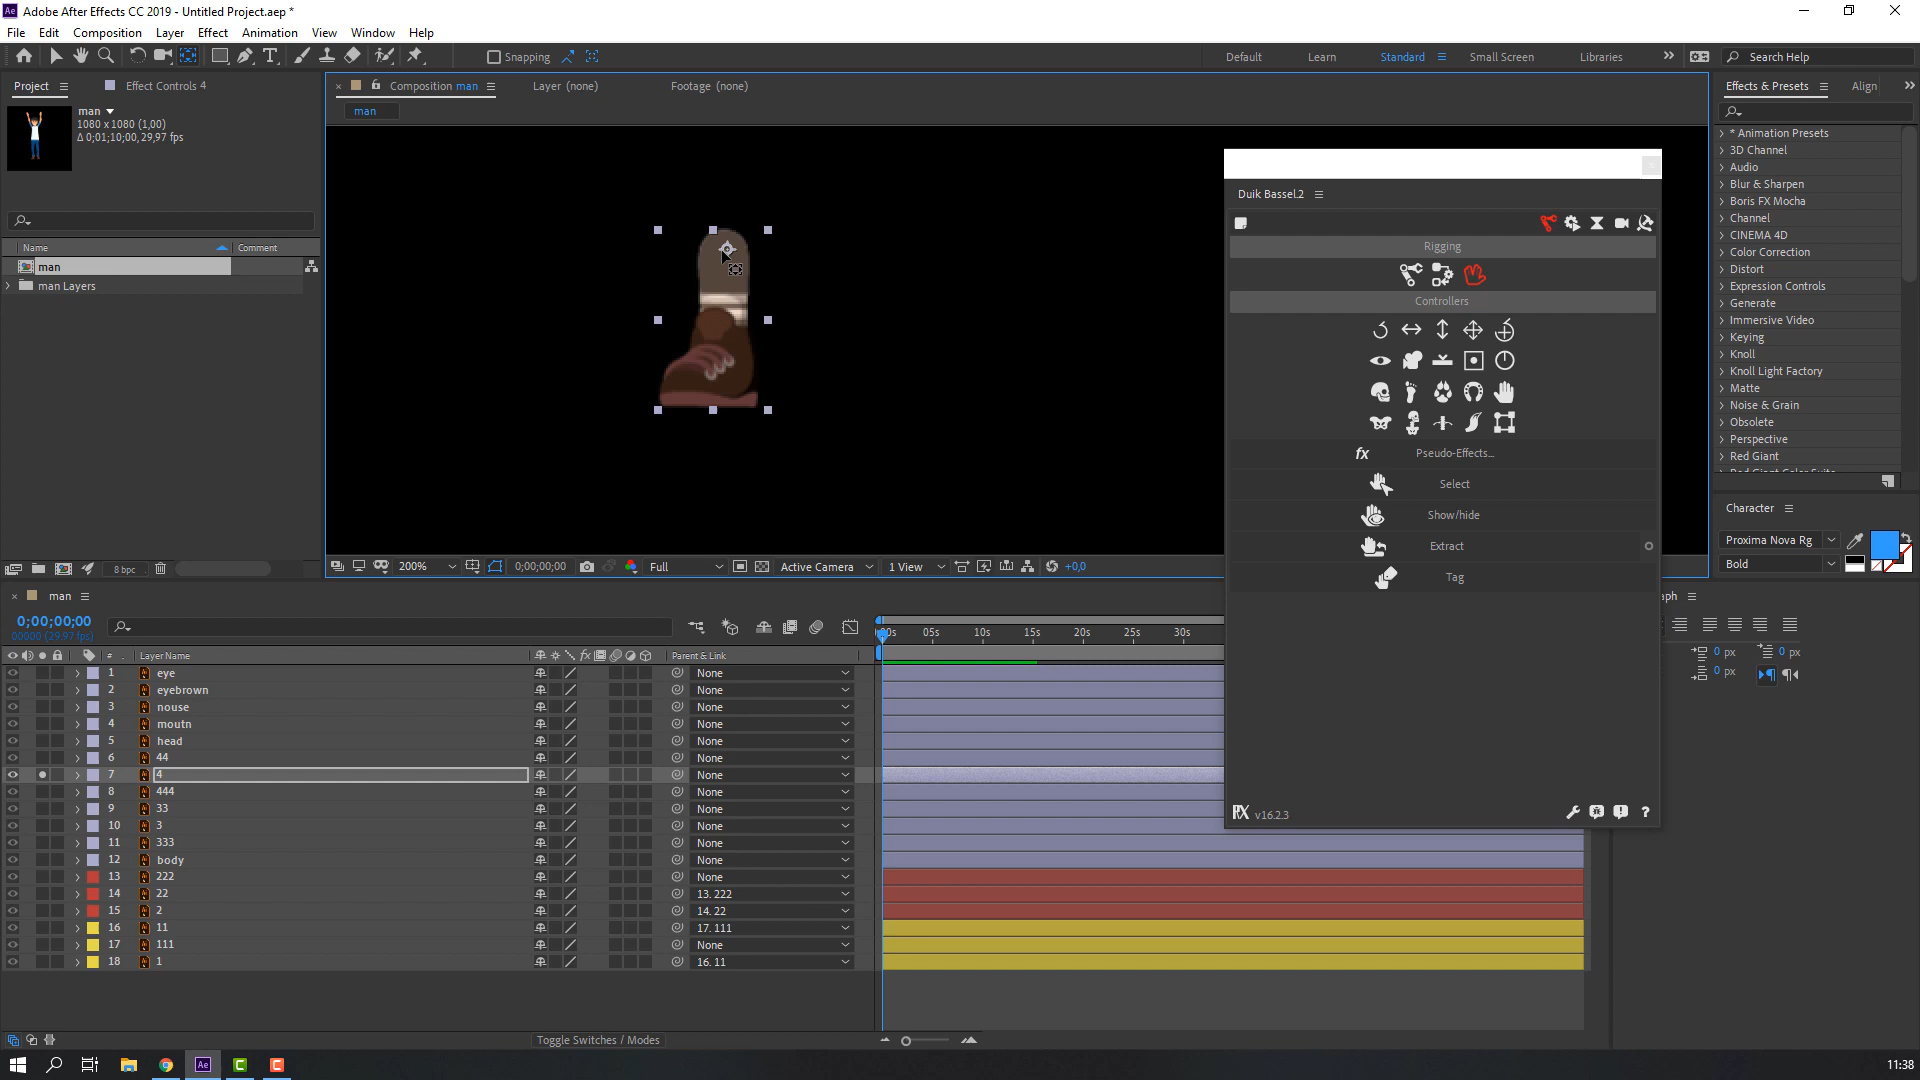 Adobe After Effects CC 2019 - Untitled Project.aep *
File Edit Composition Layer Effect Animation View Window Help
Snapping
Default Learn Standard Small Screen Libraries Search Help
Project Effect Controls 4
man
1080 x 1080 (1,00)
Δ 0;01;10;00, 29,97 fps
Name Comment
man
man Layers
8 bpc
Composition man Layer (none) Footage (none)
man
200% 0;00;00;00 Full Active Camera 1 View +0,0
Duik Bassel.2
Rigging
Controllers
fx Pseudo-Effects...
Select
Show/hide
Extract
Tag
v16.2.3
Effects & Presets Align
* Animation Presets
3D Channel
Audio
Blur & Sharpen
Boris FX Mocha
Channel
CINEMA 4D
Color Correction
Distort
Expression Controls
Generate
Immersive Video
Keying
Knoll
Knoll Light Factory
Matte
Noise & Grain
Obsolete
Perspective
Red Giant
Character
Proxima Nova Rg
Bold
aph
0 px 0 px
0 px
man
0;00;00;00
00000 (29.97 fps)
00s 05s 10s 15s 20s 25s 30s
# Layer Name Parent & Link
1 eye None
2 eyebrown None
3 nouse None
4 moutn None
5 head None
6 44 None
7 4 None
8 444 None
9 33 None
10 3 None
11 333 None
12 body None
13 222 None
14 22 13. 222
15 2 14. 22
16 11 17. 111
17 111 None
18 1 16. 11
Toggle Switches / Modes
11:38